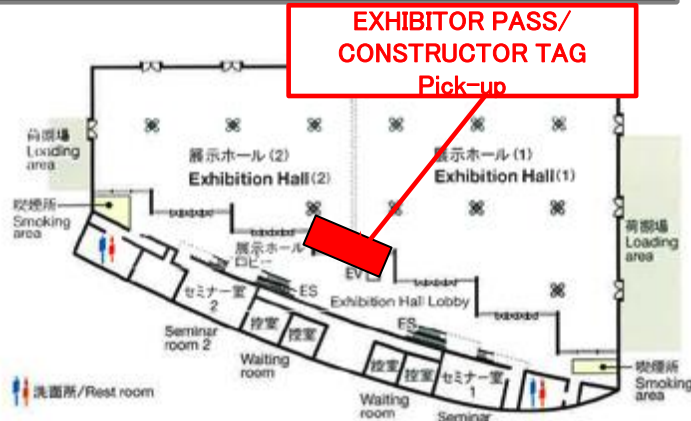 EXHIBITOR PASS/
CONSTRUCTOR TAG
Pick-up
荷捌場
Loading
area
展示ホール(2)
Exhibition Hall(2)
展示ホール(1)
Exhibition Hall(1)
喫煙所
Smoking
area
荷捌場
Loading
area
展示ホール
ロビー
EV
ES
Exhibition Hall Lobby
セミナー室
2
Seminar
room 2
控室
控室
Waiting
room
ES
控室
控室
Waiting
room
セミナー室
1
Seminar
喫煙所
Smoking
area
洗面所/Rest room